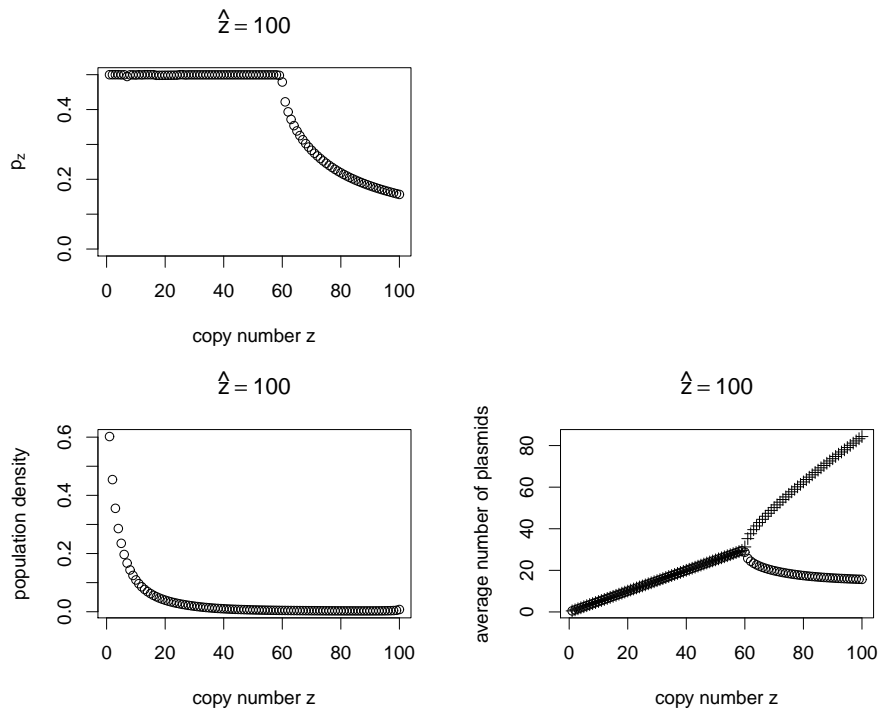 ẑ = 100
p_z
0.0 0.2 0.4
0 20 40 60 80 100
copy number z
ẑ = 100
population density
0.0 0.2 0.4 0.6
0 20 40 60 80 100
copy number z
ẑ = 100
average number of plasmids
0 20 40 60 80
0 20 40 60 80 100
copy number z